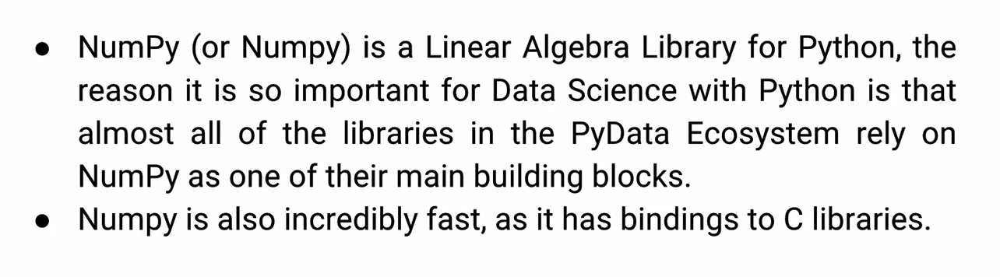 ● NumPy (or Numpy) is a Linear Algebra Library for Python, the
reason it is so important for Data Science with Python is that
almost all of the libraries in the PyData Ecosystem rely on
NumPy as one of their main building blocks.
● Numpy is also incredibly fast, as it has bindings to C libraries.